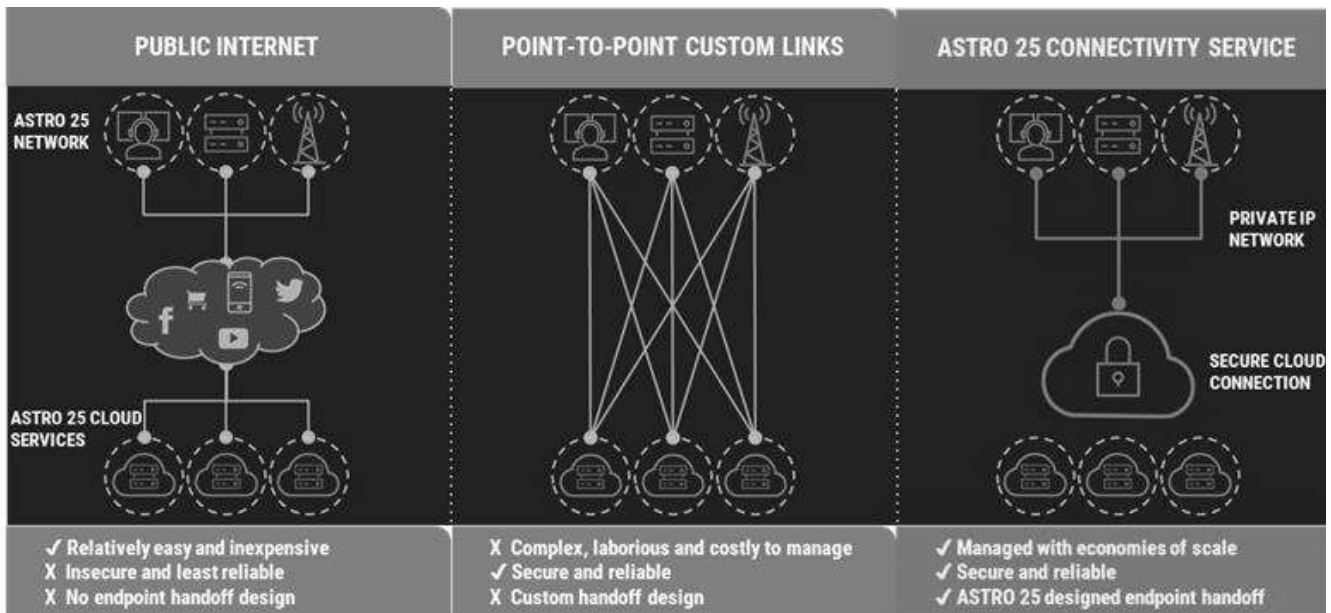 PUBLIC INTERNET
POINT-TO-POINT CUSTOM LINKS
ASTRO 25 CONNECTIVITY SERVICE
ASTRO 25
NETWORK
PRIVATE IP
NETWORK
SECURE CLOUD
CONNECTION
ASTRO 25 CLOUD
SERVICES
✓ Relatively easy and inexpensive
X Insecure and least reliable
X No endpoint handoff design
X Complex, laborious and costly to manage
✓ Secure and reliable
X Custom handoff design
✓ Managed with economies of scale
✓ Secure and reliable
✓ ASTRO 25 designed endpoint handoff